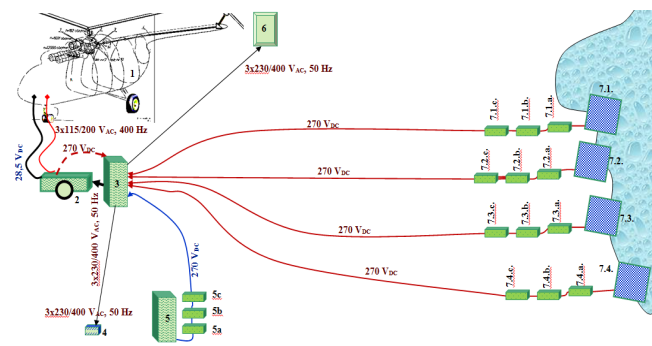 6
1
3x230/400 VAC, 50 Hz
7.1.c.
7.1.b.
7.1.a.
7.1.
3x115/200 VAC, 400 Hz
270 VDC
270 VDC
28,5 VDC
7.2.c.
7.2.b.
7.2.a.
7.2.
270 VDC
2
3
7.3.c.
7.3.b.
7.3.a.
7.3.
270 VDC
3x230/400 VAC, 50 Hz
270 VDC
270 VDC
7.4.c.
7.4.b.
7.4.a.
7.4.
5c
5b
5a
5
3x230/400 VAC, 50 Hz
4